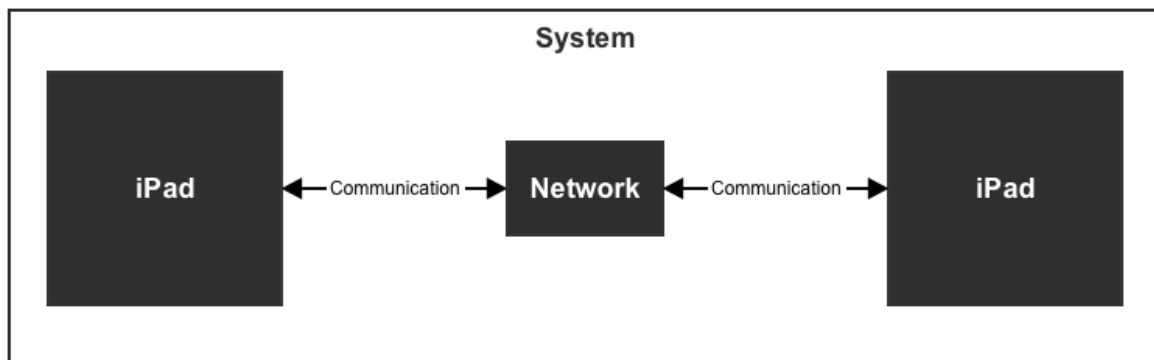 System
iPad
Communication
Network
Communication
iPad